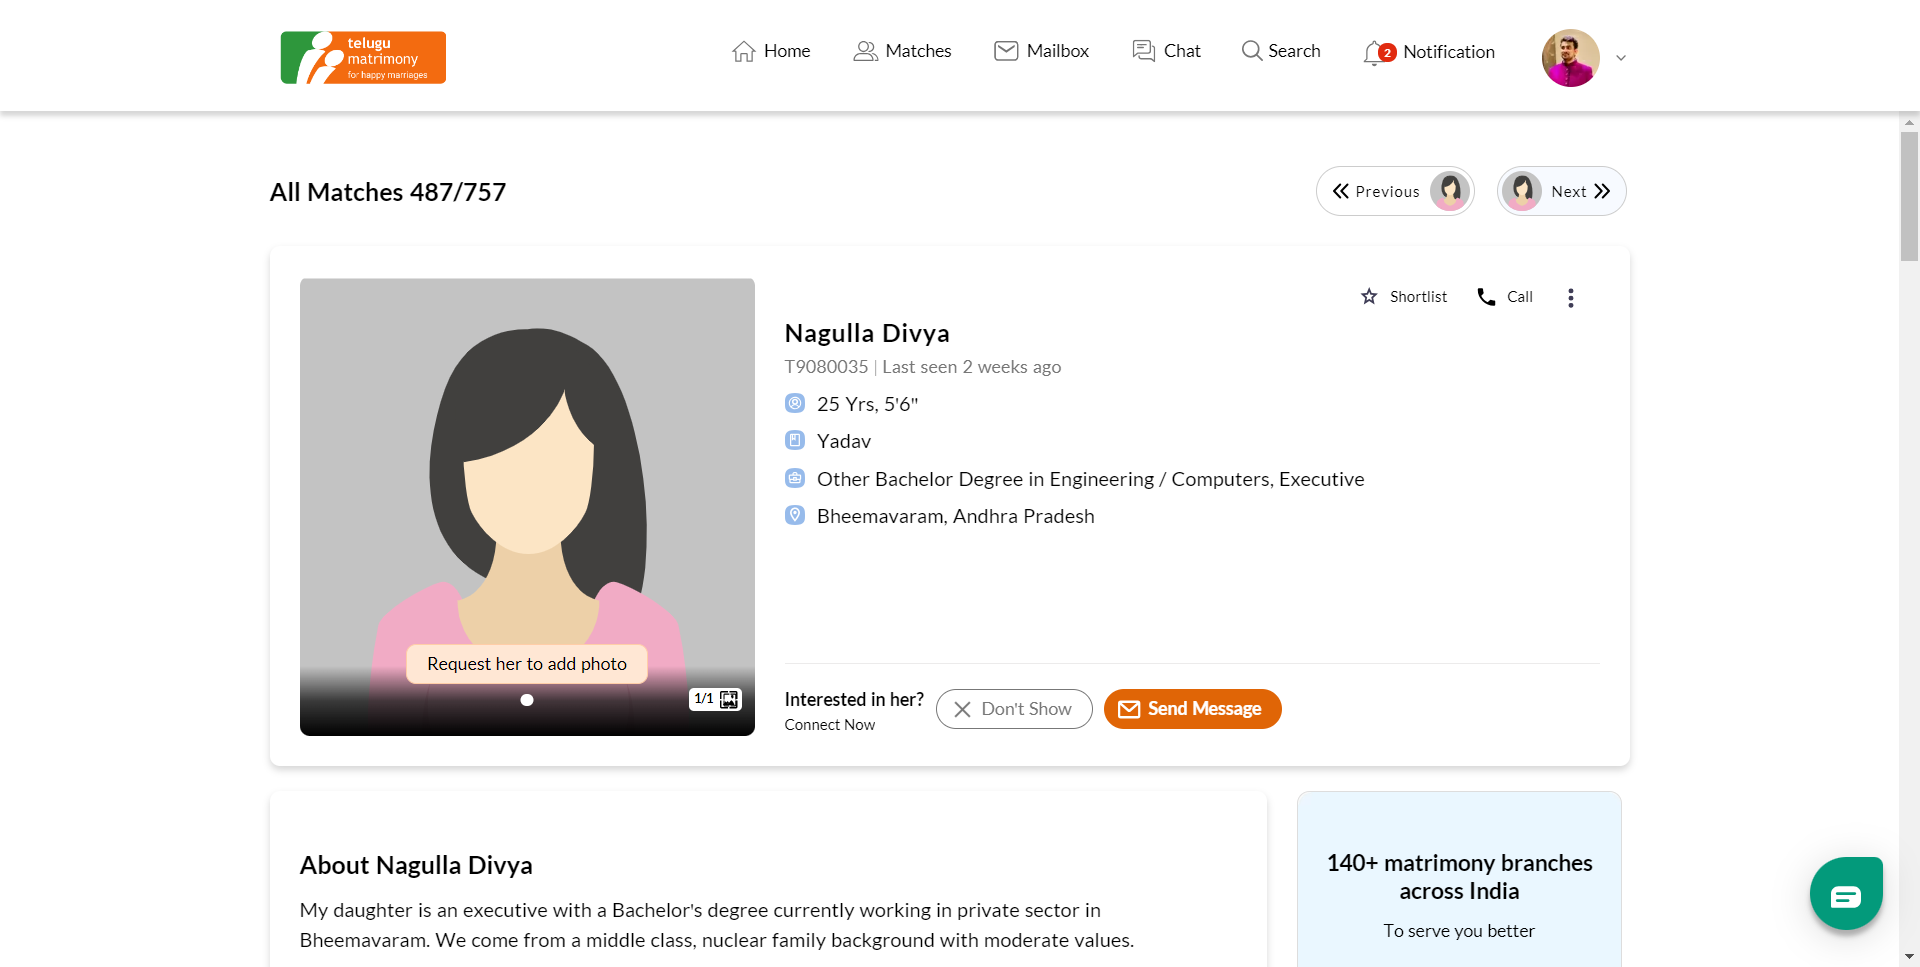 telugu
matrimony
for happy marriages
Home
Matches
Mailbox
Chat
Search
2
Notification
All Matches 487/757
Previous
Next
Shortlist
Call
Nagulla Divya
T9080035 | Last seen 2 weeks ago
25 Yrs, 5'6"
Yadav
Other Bachelor Degree in Engineering / Computers, Executive
Bheemavaram, Andhra Pradesh
Request her to add photo
1/1
Interested in her?
Connect Now
Don't Show
Send Message
About Nagulla Divya
My daughter is an executive with a Bachelor's degree currently working in private sector in
Bheemavaram. We come from a middle class, nuclear family background with moderate values.
140+ matrimony branches
across India
To serve you better